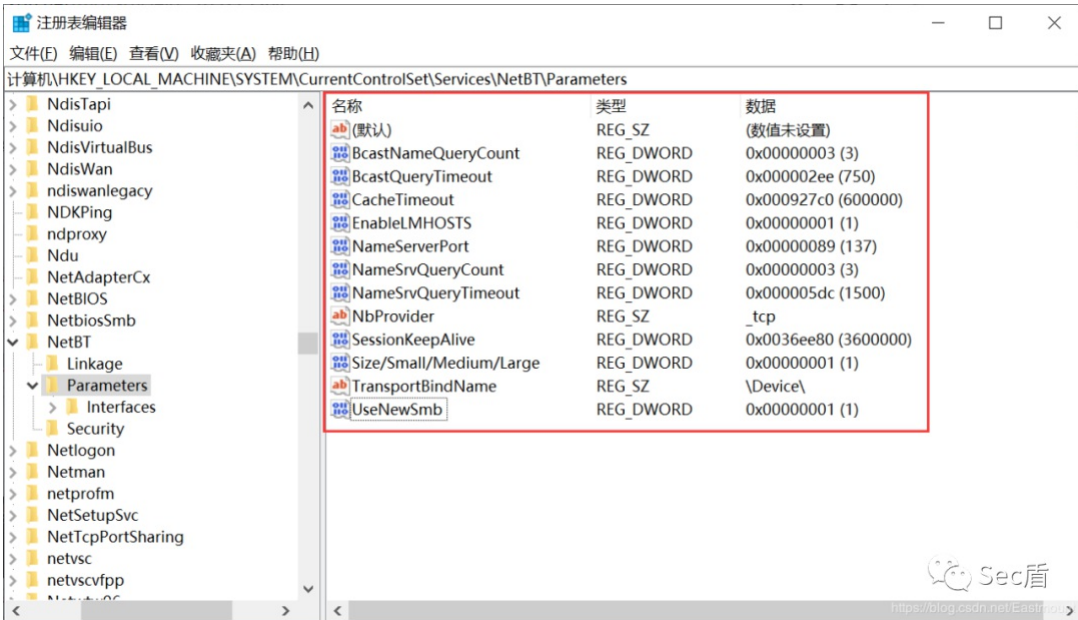 注册表编辑器
文件(F) 编辑(E) 查看(V) 收藏夹(A) 帮助(H)
计算机\HKEY_LOCAL_MACHINE\SYSTEM\CurrentControlSet\Services\NetBT\Parameters
NdisTapi
Ndisuio
NdisVirtualBus
NdisWan
ndiswanlegacy
NDKPing
ndproxy
Ndu
NetAdapterCx
NetBIOS
NetbiosSmb
NetBT
Linkage
Parameters
Interfaces
Security
Netlogon
Netman
netprofm
NetSetupSvc
NetTcpPortSharing
netvsc
netvscvfpp
名称 类型 数据
(默认) REG_SZ (数值未设置)
BcastNameQueryCount REG_DWORD 0x00000003 (3)
BcastQueryTimeout REG_DWORD 0x000002ee (750)
CacheTimeout REG_DWORD 0x000927c0 (600000)
EnableLMHOSTS REG_DWORD 0x00000001 (1)
NameServerPort REG_DWORD 0x00000089 (137)
NameSrvQueryCount REG_DWORD 0x00000003 (3)
NameSrvQueryTimeout REG_DWORD 0x000005dc (1500)
NbProvider REG_SZ _tcp
SessionKeepAlive REG_DWORD 0x0036ee80 (3600000)
Size/Small/Medium/Large REG_DWORD 0x00000001 (1)
TransportBindName REG_SZ \Device\
UseNewSmb REG_DWORD 0x00000001 (1)
Sec盾